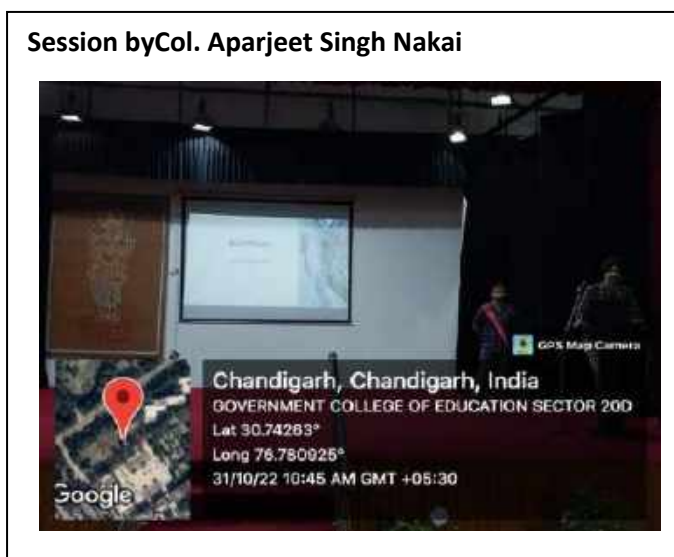 Session byCol. Aparjeet Singh Nakai
GPS Map Camera
Chandigarh, Chandigarh, India
GOVERNMENT COLLEGE OF EDUCATION SECTOR 20D
Lat 30.74263°
Long 76.780925°
31/10/22 10:45 AM GMT +05:30
Google